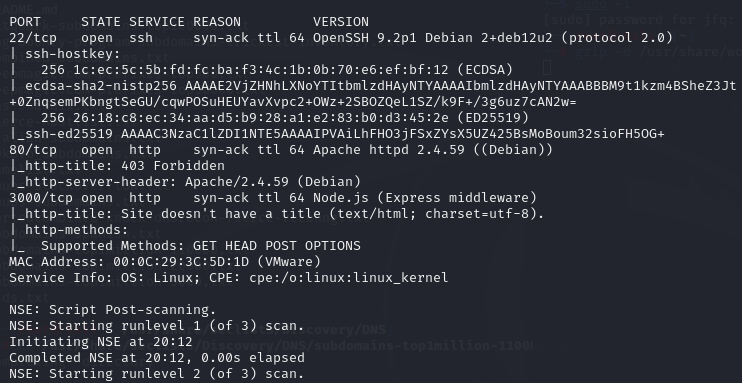 PORT     STATE SERVICE REASON         VERSION
22/tcp   open  ssh     syn-ack ttl 64 OpenSSH 9.2p1 Debian 2+deb12u2 (protocol 2.0)
| ssh-hostkey:
|   256 1c:ec:5c:5b:fd:fc:ba:f3:4c:1b:0b:70:e6:ef:bf:12 (ECDSA)
| ecdsa-sha2-nistp256 AAAAE2VjZHNhLXNoYTItbmlzdHAyNTYAAAAIbmlzdHAyNTYAAABBBM9t1kzm4BSheZ3Jt
+0ZnqsemPKbngtSeGU/cqwPOSuHEUYavXvpc2+OWz+2SBOZQeL1SZ/k9F+/3g6uz7cAN2w=
|   256 26:18:c8:ec:34:aa:d5:b9:28:a1:e2:83:b0:d3:45:2e (ED25519)
|_ssh-ed25519 AAAAC3NzaC1lZDI1NTE5AAAAIPVAiLhFHO3jFSxZYsX5UZ425BsMoBoum32sioFH5OG+
80/tcp   open  http    syn-ack ttl 64 Apache httpd 2.4.59 ((Debian))
|_http-title: 403 Forbidden
|_http-server-header: Apache/2.4.59 (Debian)
3000/tcp open  http    syn-ack ttl 64 Node.js (Express middleware)
|_http-title: Site doesn't have a title (text/html; charset=utf-8).
| http-methods:
|_  Supported Methods: GET HEAD POST OPTIONS
MAC Address: 00:0C:29:3C:5D:1D (VMware)
Service Info: OS: Linux; CPE: cpe:/o:linux:linux_kernel

NSE: Script Post-scanning.
NSE: Starting runlevel 1 (of 3) scan.
Initiating NSE at 20:12
Completed NSE at 20:12, 0.00s elapsed
NSE: Starting runlevel 2 (of 3) scan.